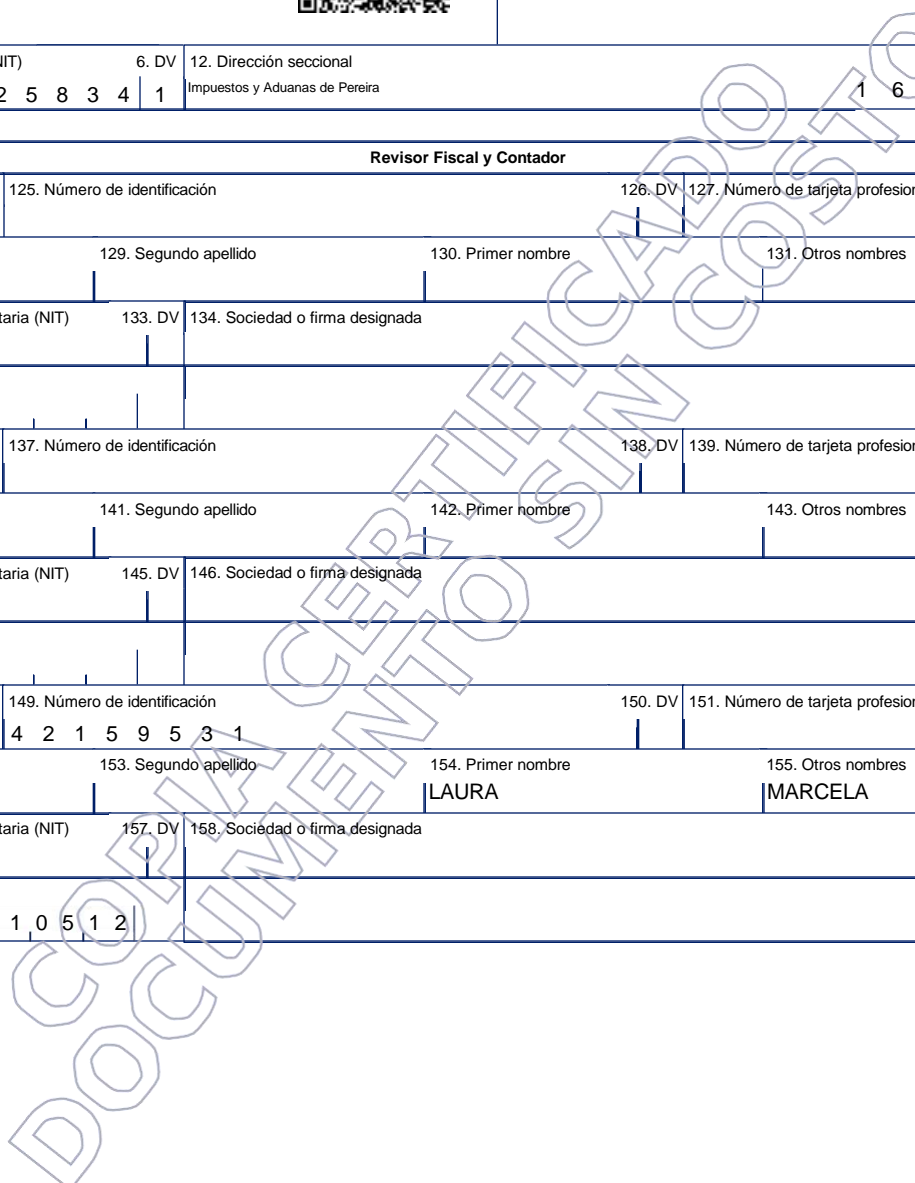 NIT) 6. DV 12. Dirección seccional
2 5 8 3 4 1 Impuestos y Aduanas de Pereira 1 6
Revisor Fiscal y Contador
125. Número de identificación 126. DV 127. Número de tarjeta profesion
129. Segundo apellido 130. Primer nombre 131. Otros nombres
taria (NIT) 133. DV 134. Sociedad o firma designada
137. Número de identificación 138. DV 139. Número de tarjeta profesion
141. Segundo apellido 142. Primer nombre 143. Otros nombres
taria (NIT) 145. DV 146. Sociedad o firma designada
149. Número de identificación 150. DV 151. Número de tarjeta profesion
4 2 1 5 9 5 3 1
153. Segundo apellido 154. Primer nombre 155. Otros nombres
LAURA MARCELA
taria (NIT) 157. DV 158. Sociedad o firma designada
1 0 5 1 2
COPIA CERTIFICADO
DOCUMENTO SIN COSTO